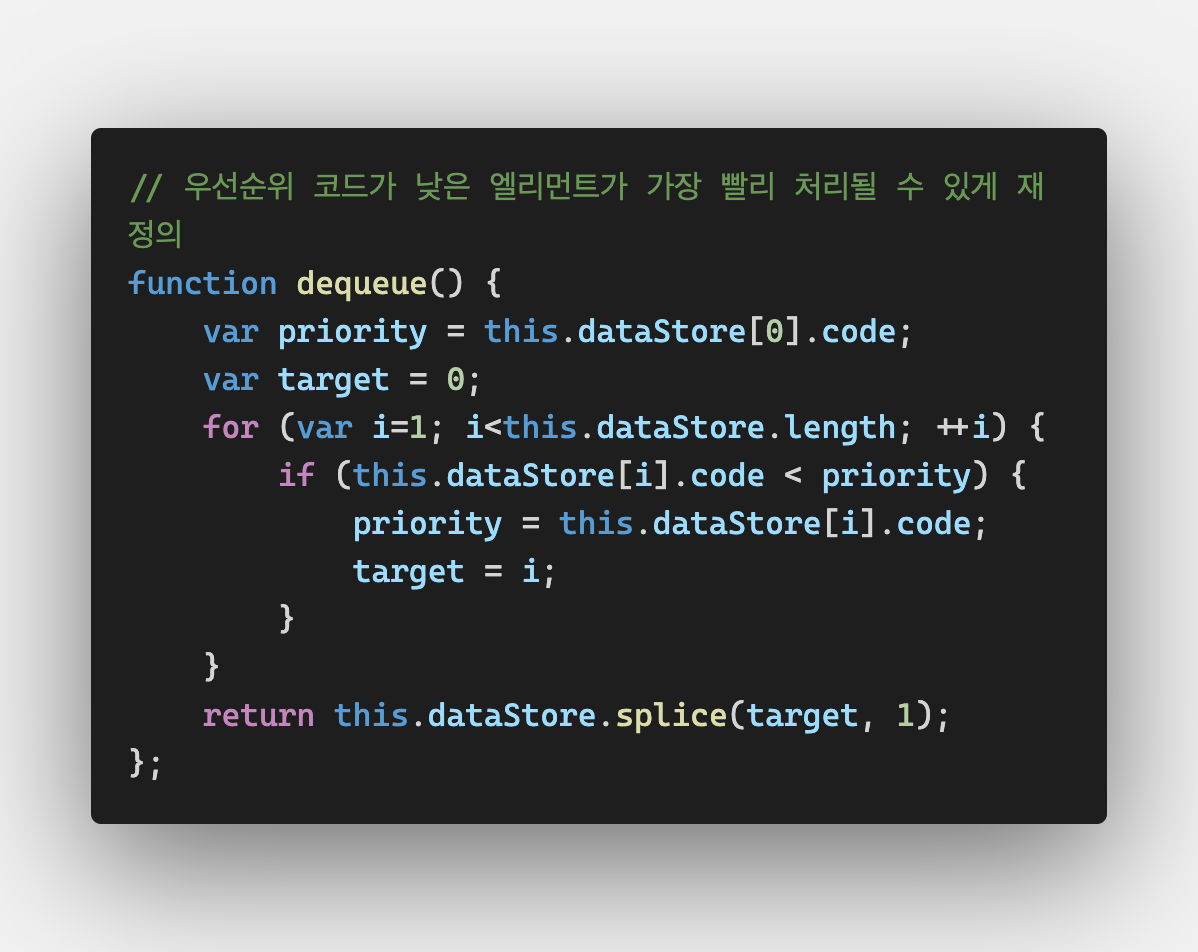 // 우선순위 코드가 낮은 엘리먼트가 가장 빨리 처리될 수 있게 재
정의
function dequeue() {
    var priority = this.dataStore[0].code;
    var target = 0;
    for (var i=1; i<this.dataStore.length; ++i) {
        if (this.dataStore[i].code < priority) {
            priority = this.dataStore[i].code;
            target = i;
        }
    }
    return this.dataStore.splice(target, 1);
};